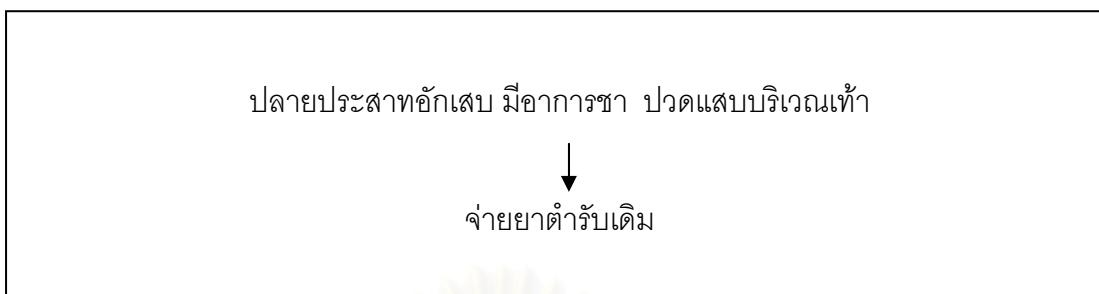 ปลายประสาทอักเสบ มีอาการชา ปวดแสบบริเวณเท้า
จ่ายยาตำรับเดิม